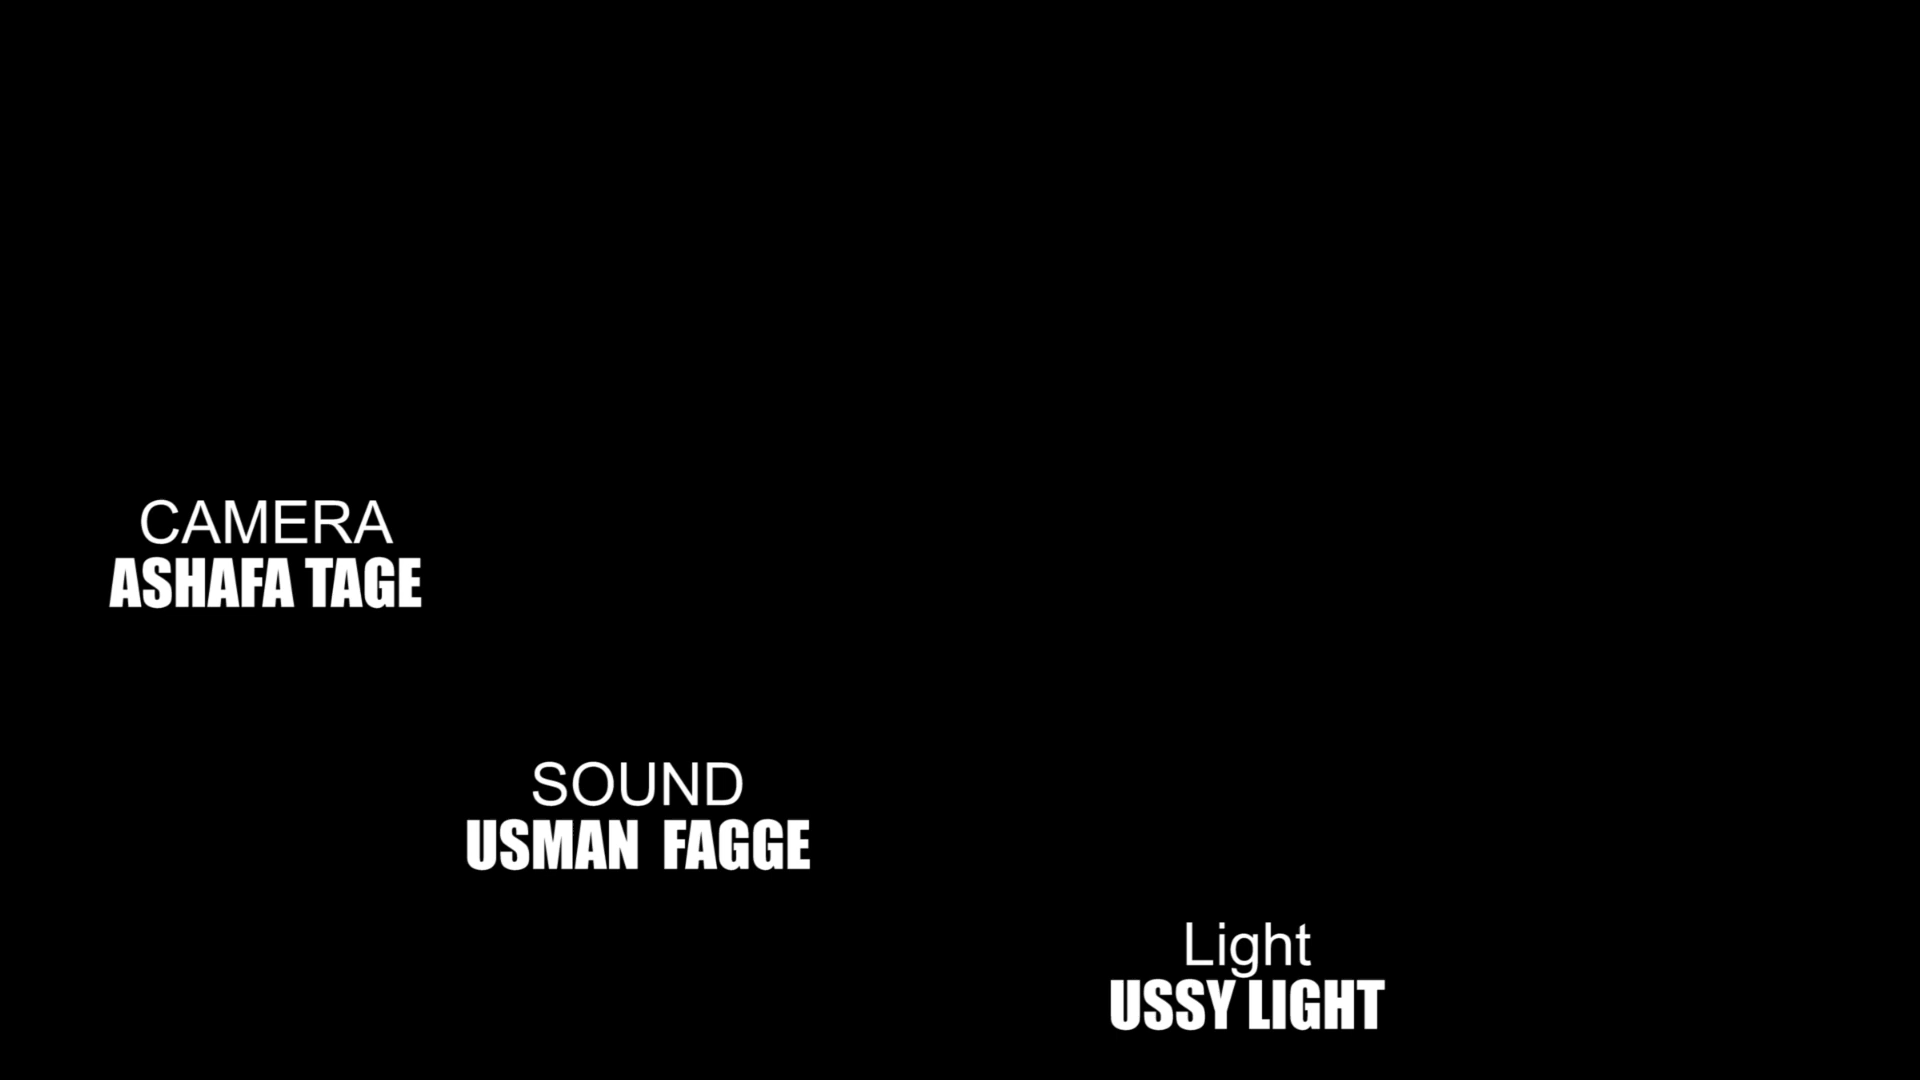 CAMERA
ASHAFA TAGE
SOUND
USMAN  FAGGE
Light
USSY LIGHT